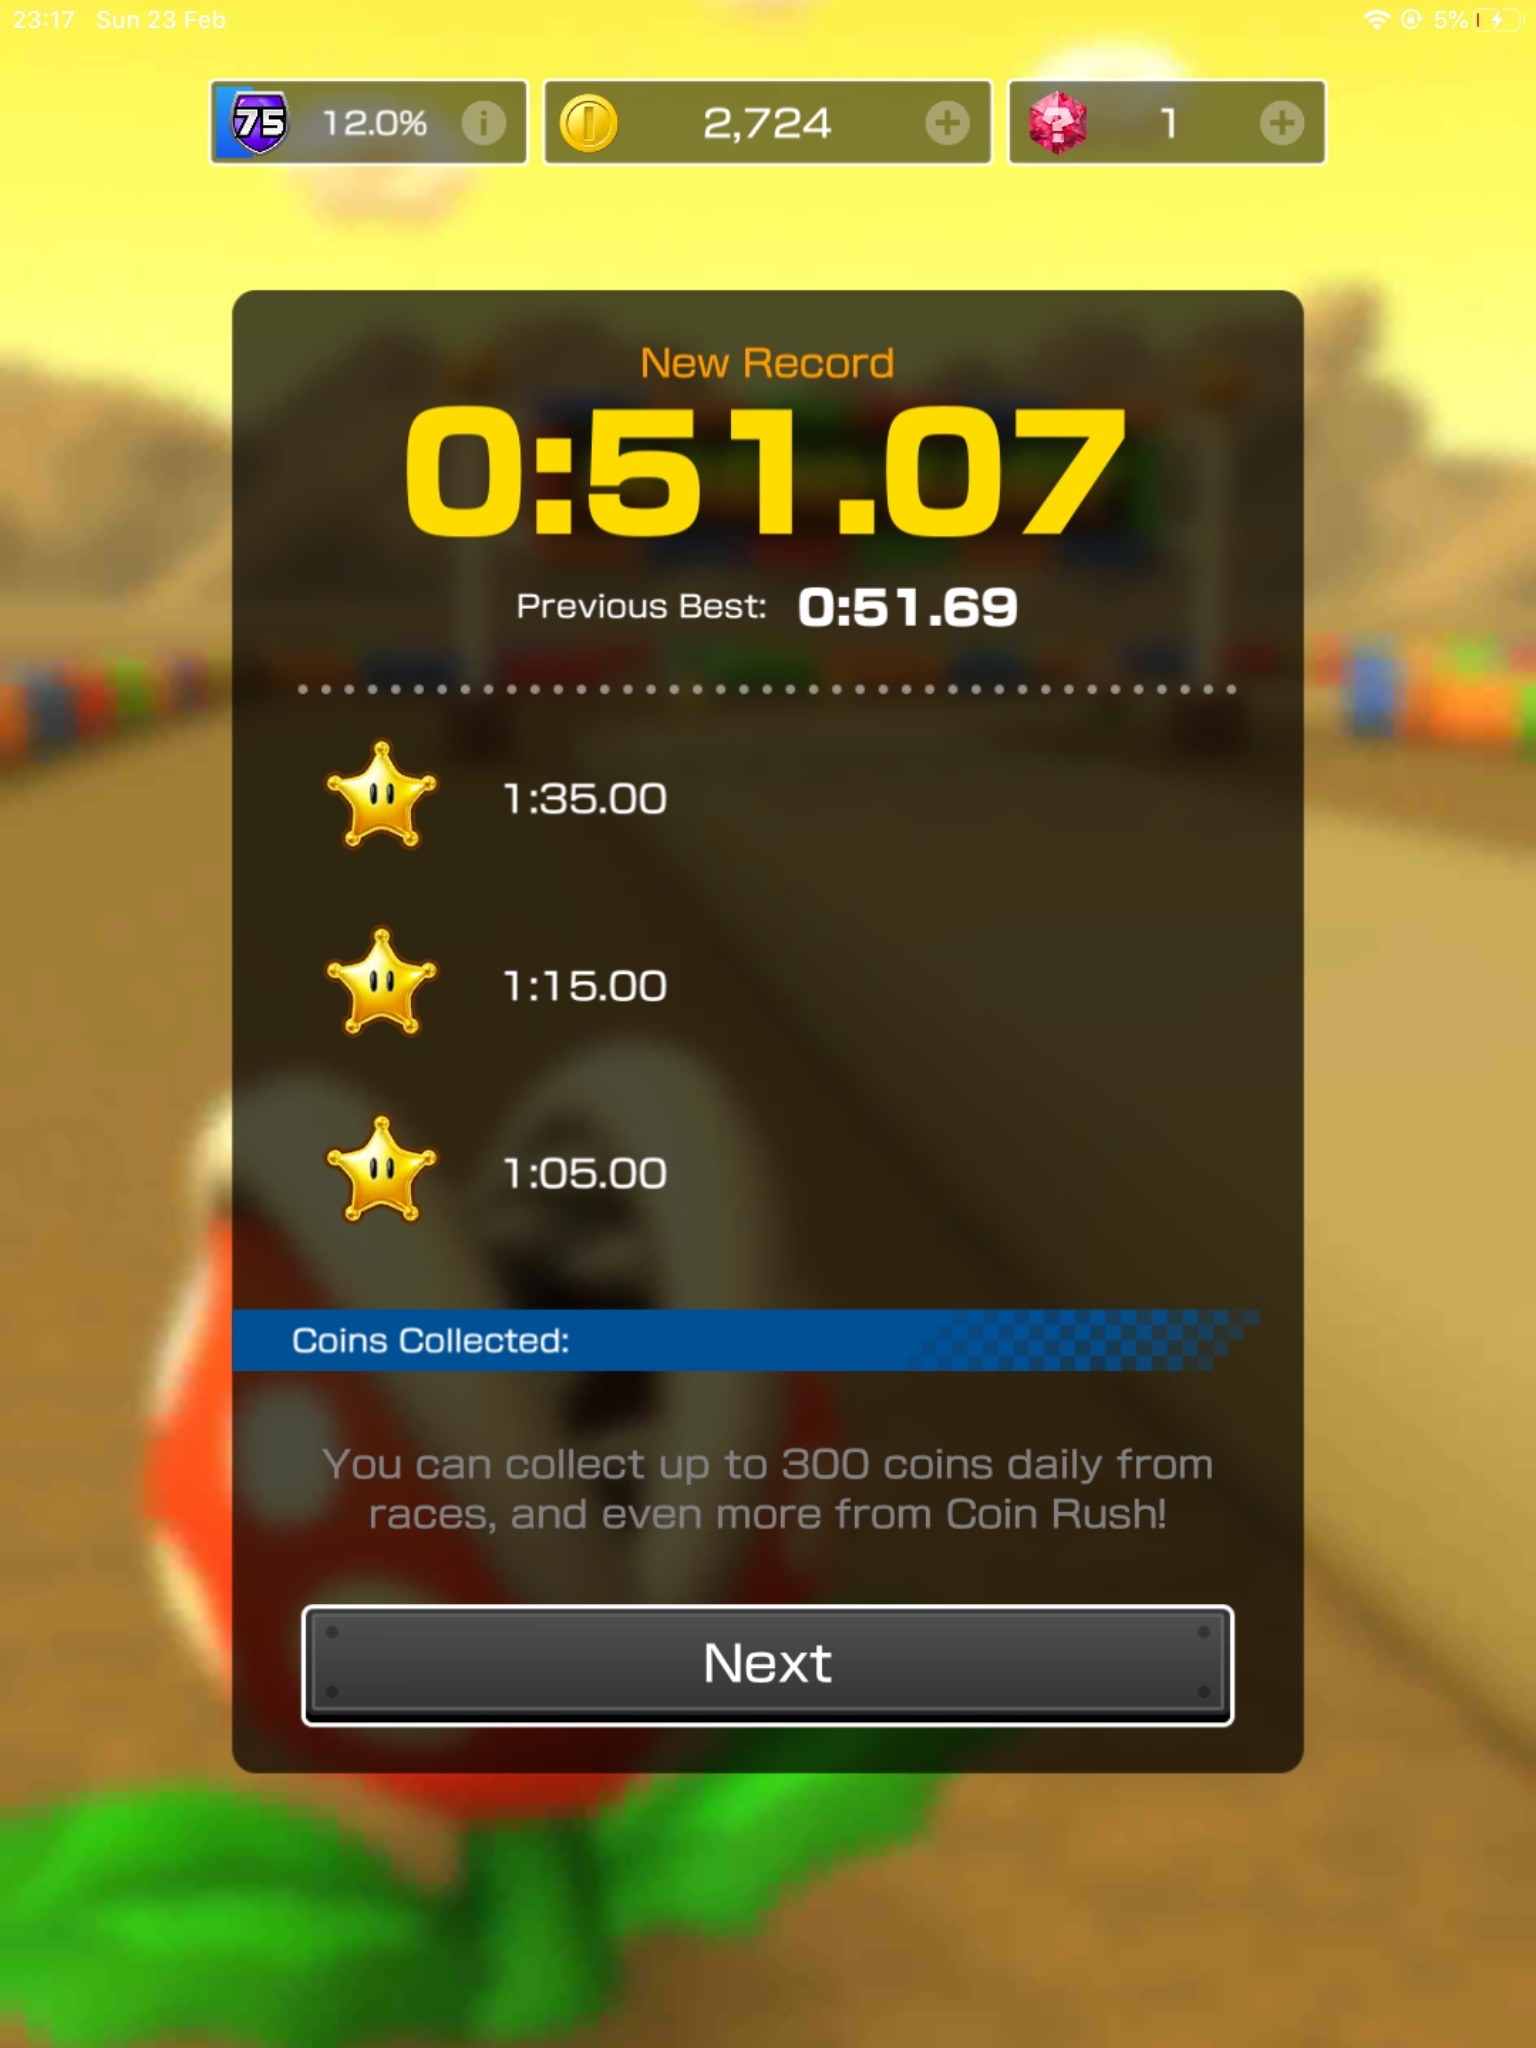 23:17 Sun 23 Feb 5%
75 12.0% i 2,724 + ? 1 +
New Record
0:51.07
Previous Best: 0:51.69
1:35.00
1:15.00
1:05.00
Coins Collected:
You can collect up to 300 coins daily from
races, and even more from Coin Rush!
Next